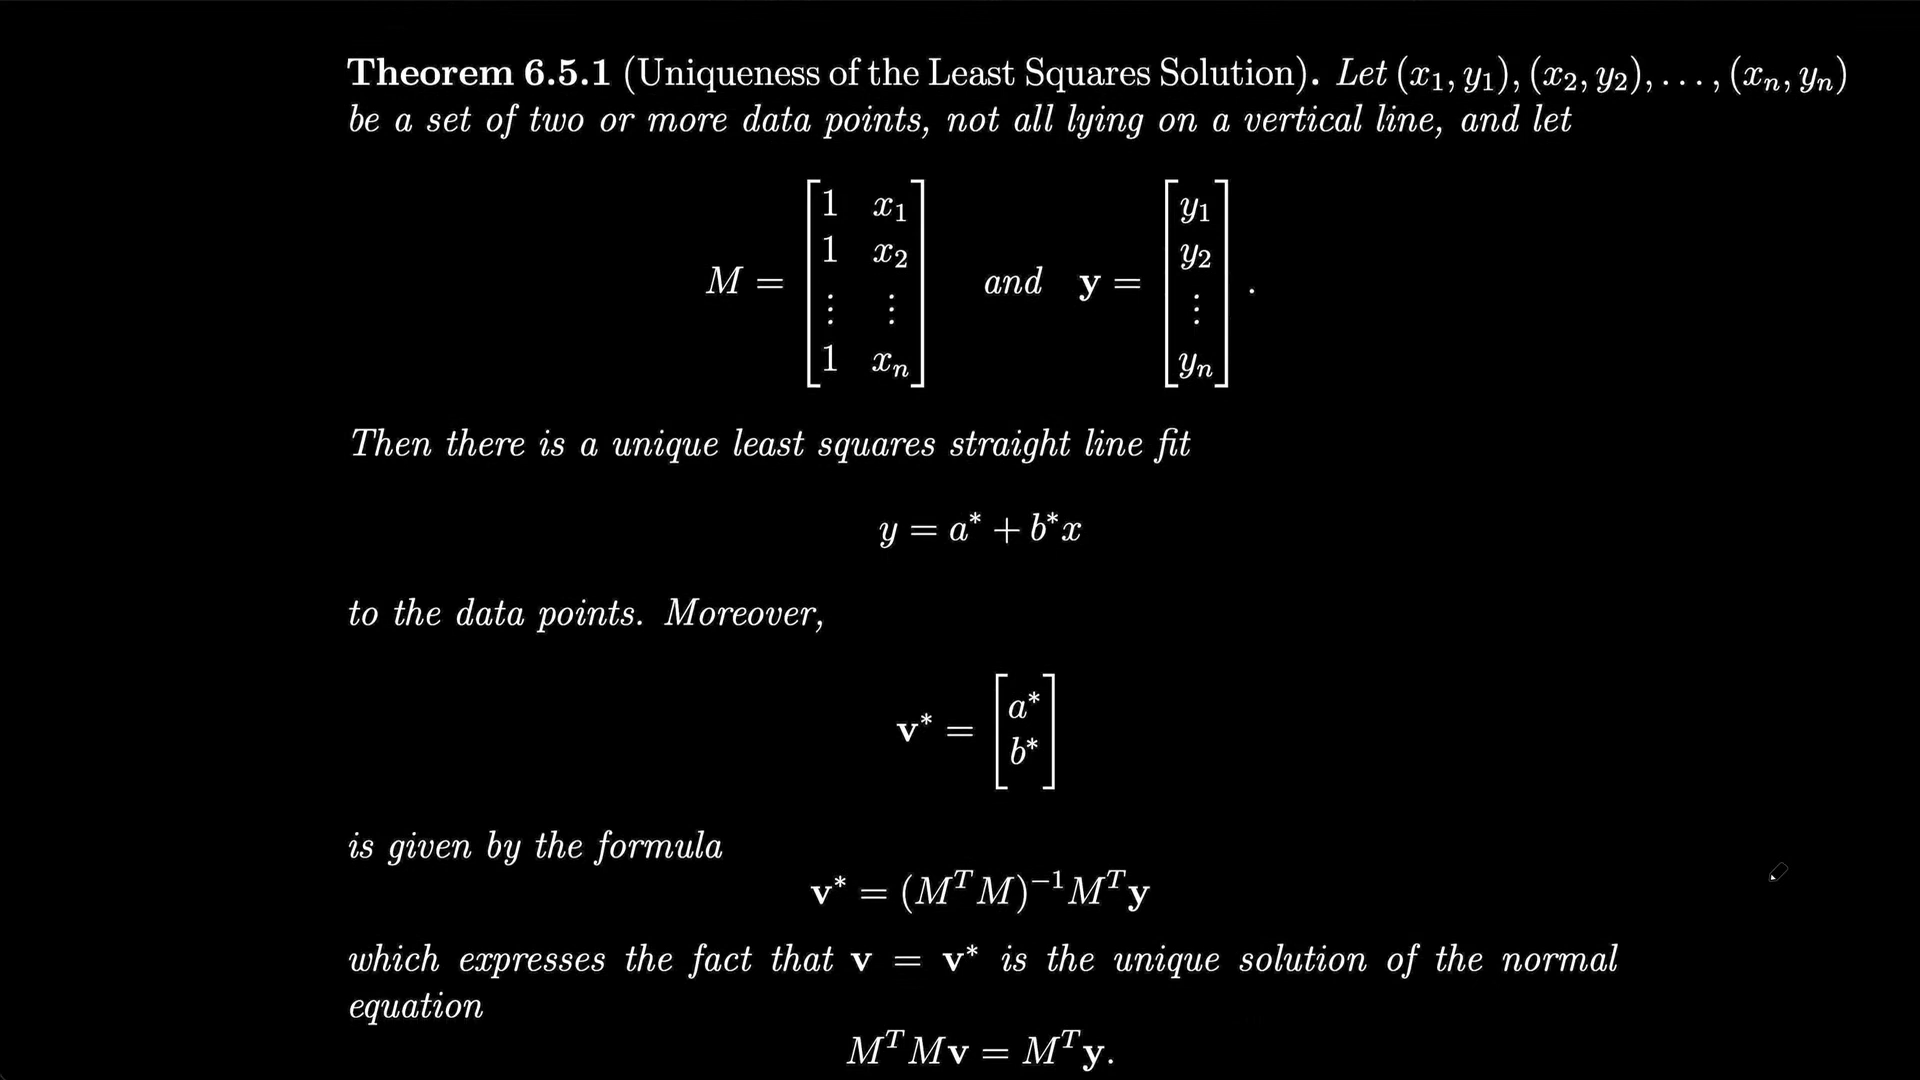 Theorem 6.5.1 (Uniqueness of the Least Squares Solution). Let (x₁, y₁), (x₂, y₂), . . . , (xₙ, yₙ)
be a set of two or more data points, not all lying on a vertical line, and let
M = [1 x₁; 1 x₂; ⋮ ⋮; 1 xₙ] and y = [y₁; y₂; ⋮; yₙ] .
Then there is a unique least squares straight line fit
y = a* + b*x
to the data points. Moreover,
v* = [a*; b*]
is given by the formula
v* = (MᵀM)⁻¹Mᵀy
which expresses the fact that v = v* is the unique solution of the normal
equation
MᵀMv = Mᵀy.